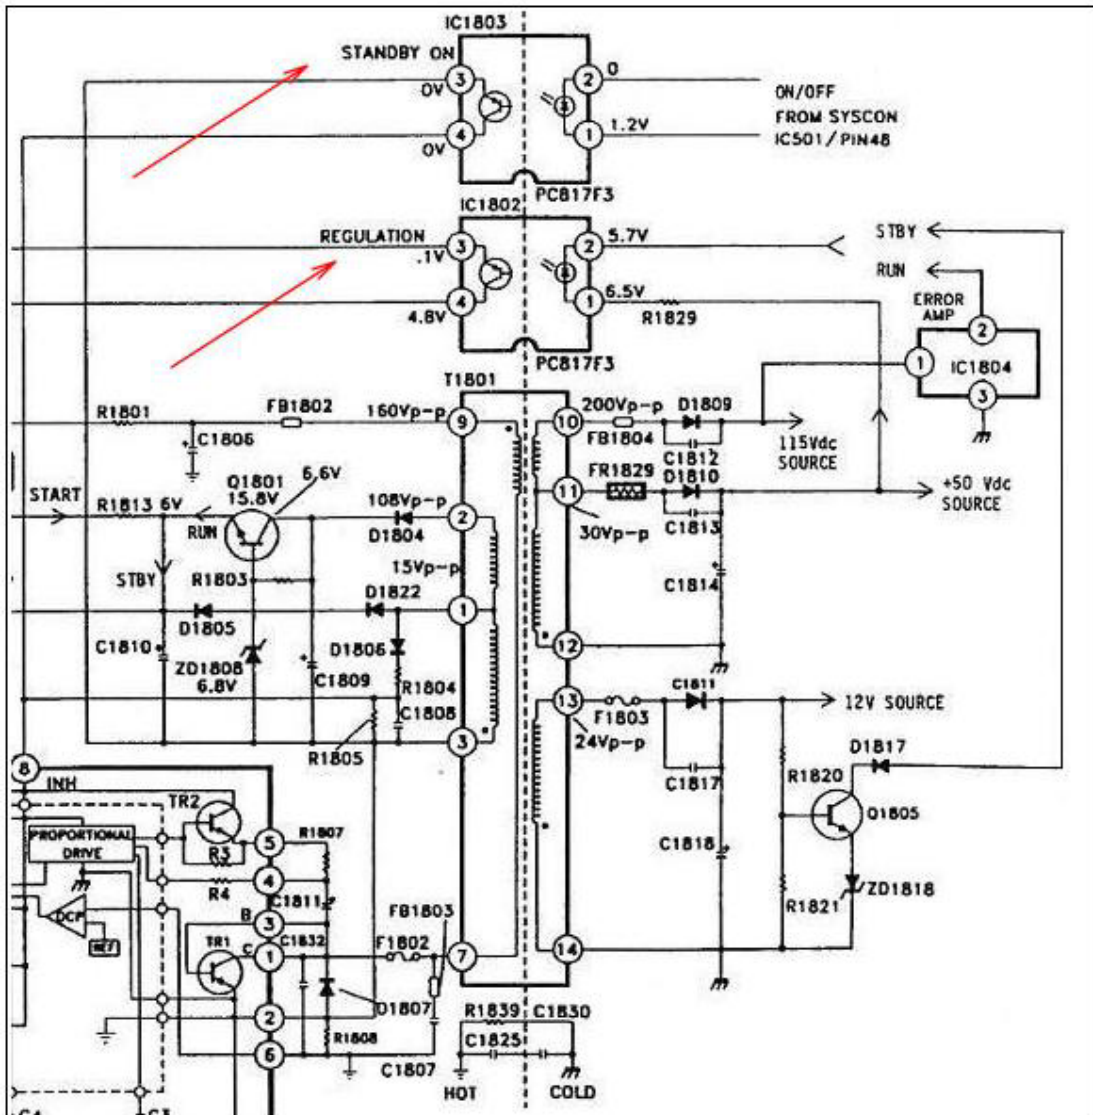 IC1803
STANDBY ON
3
0V
2
0
ON/OFF
FROM SYSCON
IC501/PIN48
4
0V
1
1.2V
PC817F3
IC1802
REGULATION
3
.1V
2
5.7V
STBY
RUN
4
4.8V
1
6.5V
R1829
ERROR
AMP
2
1
IC1804
3
PC817F3
T1801
R1801
FB1802
160Vp-p
9
10
200Vp-p
D1809
FB1804
C1806
C1812
115Vdc
SOURCE
Q1801
15.8V
6.6V
FR1829
D1810
11
+50 Vdc
SOURCE
START
R1813
6V
108Vp-p
2
D1804
RUN
30Vp-p
C1813
STBY
R1803
15Vp-p
D1822
1
C1814
D1805
C1810
D1806
12
ZD1808
6.8V
C1809
R1804
C1808
C1811
13
F1803
24Vp-p
12V SOURCE
3
R1805
D1817
8
INH
C1817
R1820
TR2
5
R1807
Q1805
PROPORTIONAL
DRIVE
R3
4
R4
C1818
C1811
FB1803
R1821
ZD1818
DCP
REF
B
3
TR1
C
1
C1832
F1802
7
14
D1807
2
R1808
R1839
C1830
6
C1807
C1825
HOT
COLD
C4
C3